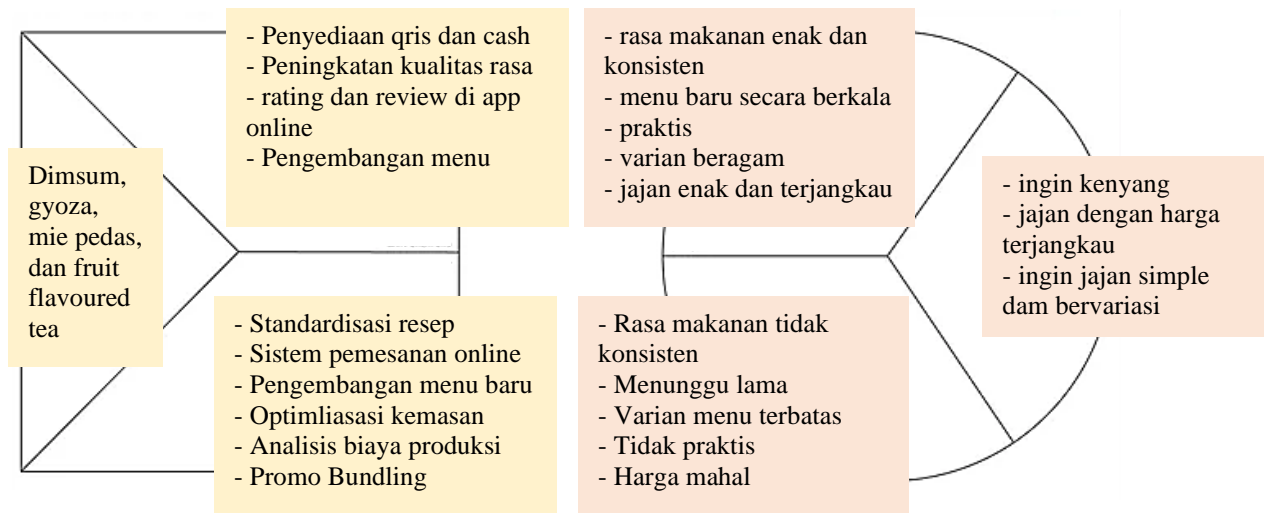 Dimsum,
gyoza,
mie pedas,
dan fruit
flavoured
tea
- Penyediaan qris dan cash
- Peningkatan kualitas rasa
- rating dan review di app
online
- Pengembangan menu
- Standardisasi resep
- Sistem pemesanan online
- Pengembangan menu baru
- Optimliasasi kemasan
- Analisis biaya produksi
- Promo Bundling
- rasa makanan enak dan
konsisten
- menu baru secara berkala
- praktis
- varian beragam
- jajan enak dan terjangkau
- Rasa makanan tidak
konsisten
- Menunggu lama
- Varian menu terbatas
- Tidak praktis
- Harga mahal
- ingin kenyang
- jajan dengan harga
terjangkau
- ingin jajan simple
dam bervariasi